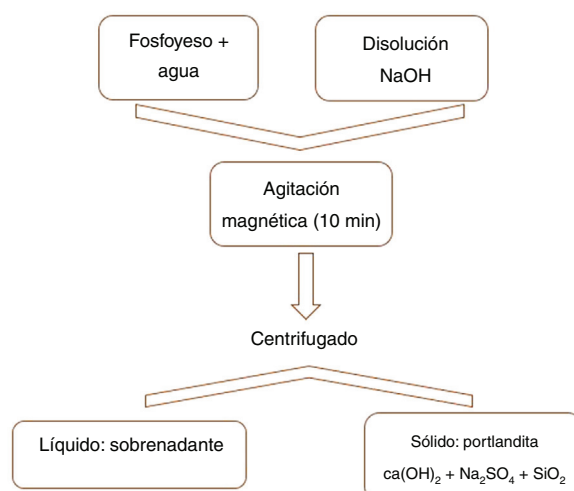 Fosfoyeso +
agua
Disolución
NaOH
Agitación
magnética (10 min)
Centrifugado
Líquido: sobrenadante
Sólido: portlandita
ca(OH)₂ + Na₂SO₄ + SiO₂